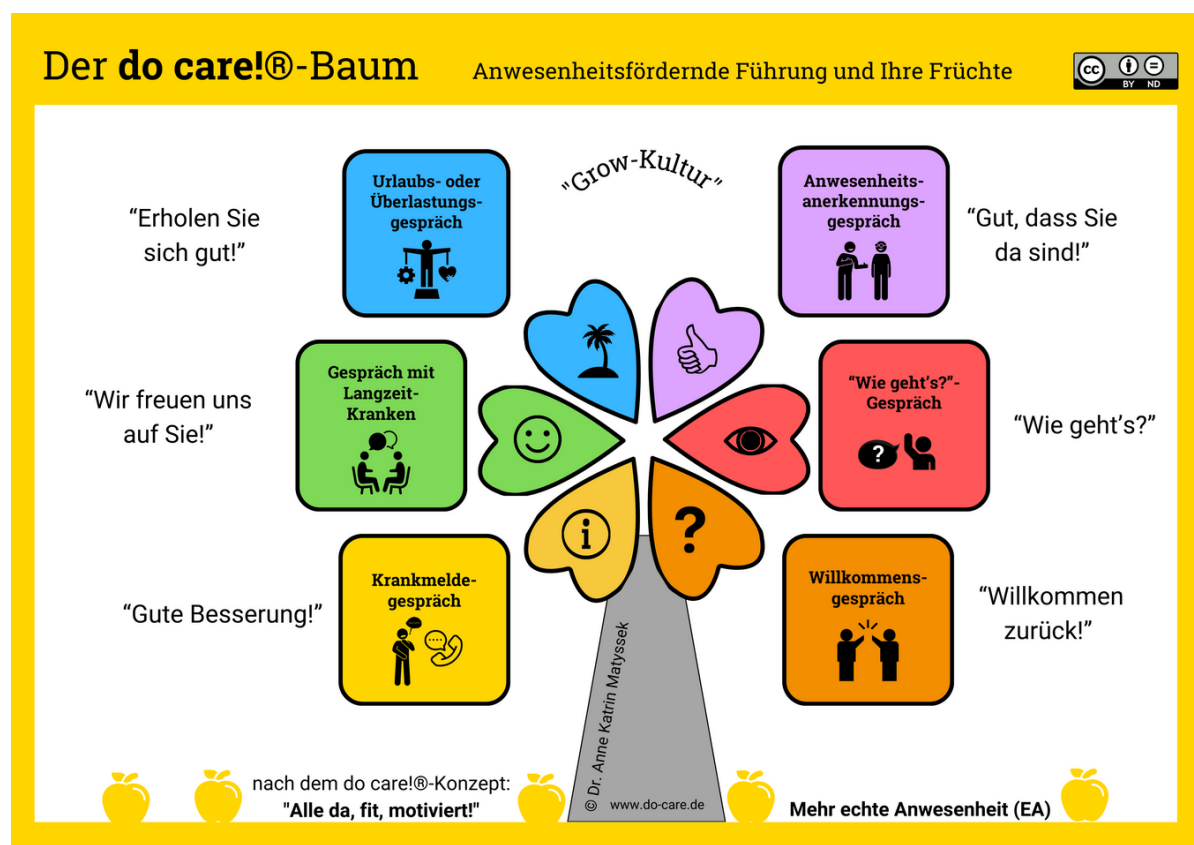 Der do care!®-Baum
Anwesenheitsfördernde Führung und Ihre Früchte
cc
BY ND
"Grow-Kultur"
Urlaubs- oder
Überlastungs-
gespräch
“Erholen Sie
sich gut!”
Anwesenheits-
anerkennungs-
gespräch
“Gut, dass Sie
da sind!”
Gespräch mit
Langzeit-
Kranken
“Wir freuen uns
auf Sie!”
“Wie geht’s?”-
Gespräch
?
“Wie geht’s?”
i
?
Krankmelde-
gespräch
“Gute Besserung!”
Willkommens-
gespräch
“Willkommen
zurück!”
© Dr. Anne Katrin Matyssek
www.do-care.de
nach dem do care!®-Konzept:
"Alle da, fit, motiviert!"
Mehr echte Anwesenheit (EA)